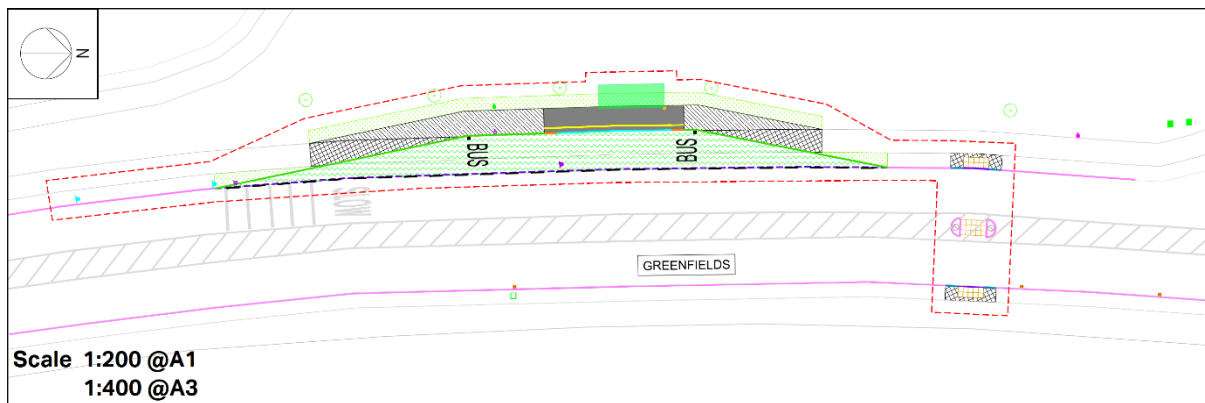 N
BUS
BUS
SLOW
GREENFIELDS
Scale 1:200 @A1
1:400 @A3